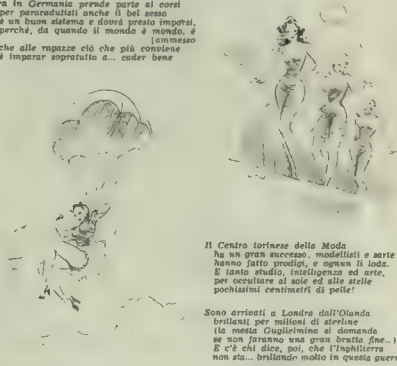 ra in Germania prende parte ai corsi
per paracadutisti anche il bel sesso
è un buon sistema e dovrà presto imporsi,
perché, da quando il mondo è mondo, è
[ammesso
che alle ragazze ciò che più conviene
è imparar sopratutto a... cader bene
Il Centro torinese della Moda
ha un gran successo. modellisti e sarte
hanno fatto prodigi, e ognun li loda.
E tanto studio, intelligenza ed arte,
per occultare al sole ed alle stelle
pochissimi centimetri di pelle!
Sono arrivati a Londra dall'Olanda
brillanti per milioni di sterline
(la mesta Guglielmina si domanda
se non faranno una gran brutta fine..)
E c'è chi dice, poi, che l'Inghilterra
non sta... brillando molto in questa guerr